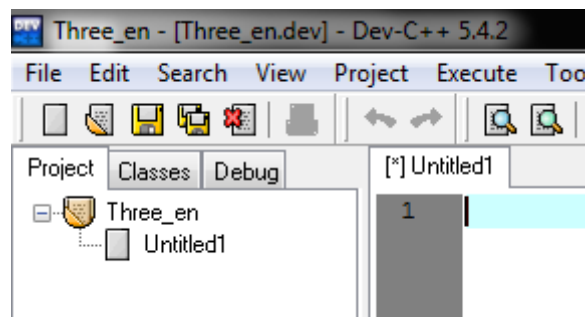 Three_en - [Three_en.dev] - Dev-C++ 5.4.2
File Edit Search View Project Execute Too
Project Classes Debug
[*] Untitled1
Three_en
Untitled1
1